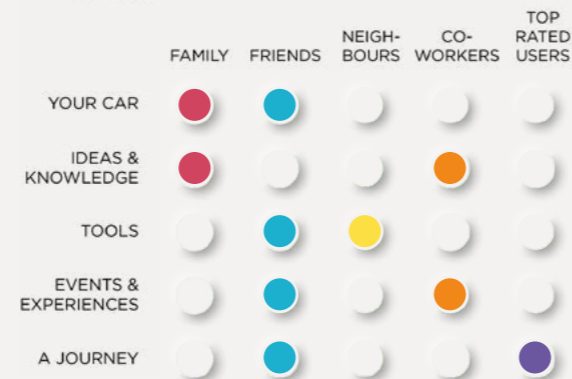 FAMILY FRIENDS NEIGH-
BOURS CO-
WORKERS TOP
RATED
USERS
YOUR CAR
IDEAS &
KNOWLEDGE
TOOLS
EVENTS &
EXPERIENCES
A JOURNEY